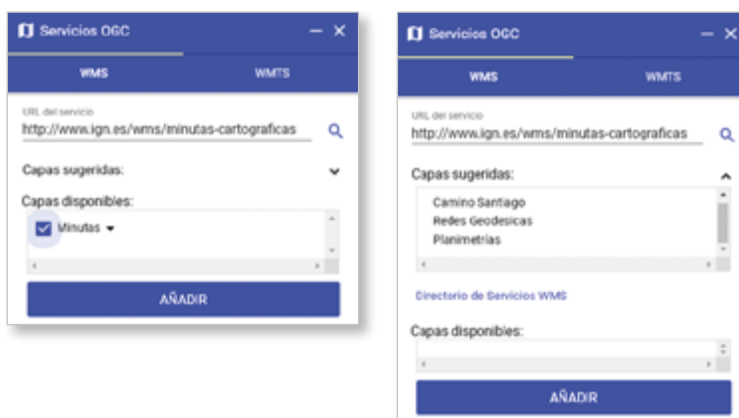 Servicios OGC
WMS WMTS
URL del servicio
http://www.ign.es/wms/minutas-cartograficas
Capas sugeridas:
Capas disponibles:
Minutas
AÑADIR
Servicios OGC
WMS WMTS
URL del servicio
http://www.ign.es/wms/minutas-cartograficas
Capas sugeridas:
Camino Santiago
Redes Geodesicas
Planimetrías
Directorio de Servicios WMS
Capas disponibles:
AÑADIR